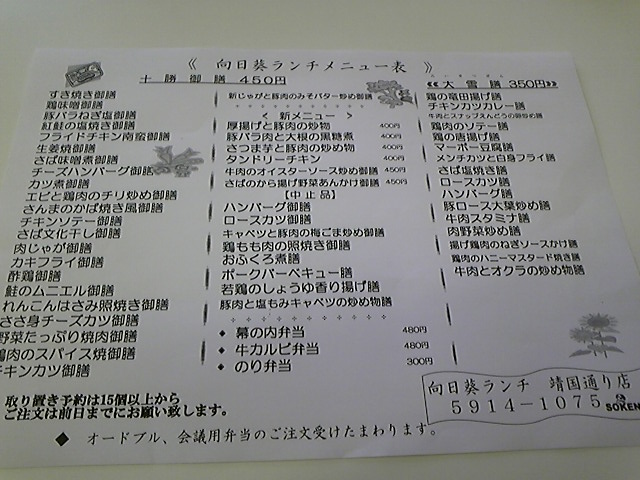 《 向日葵ランチメニュー表 》
十勝御膳 450円
すき焼き御膳
鶏味噌御膳
豚バラねぎ塩御膳
紅鮭の塩焼き御膳
フライドチキン南蛮御膳
生姜焼御膳
さば味噌煮御膳
チーズハンバーグ御膳
カツ煮御膳
エビと鶏肉のチリ炒め御膳
さんまのかば焼き風御膳
チキンソテー御膳
さば文化干し御膳
肉じゃが御膳
カキフライ御膳
酢鶏御膳
鮭のムニエル御膳
れんこんはさみ照焼き御膳
ささ身チーズカツ御膳
野菜たっぷり焼肉御膳
鶏肉のスパイス焼御膳
チキンカツ御膳
新じゃがと豚肉のみそバター炒め御膳
< 新メニュー >
厚揚げと豚肉の炒物 400円
豚バラ肉と大根の黒糖煮 400円
さつま芋と豚肉の炒め物 400円
タンドリーチキン 400円
牛肉のオイスターソース炒め御膳 450円
さばのから揚げ野菜あんかけ御膳 450円
【中止品】
ハンバーグ御膳
ロースカツ御膳
キャベツと豚肉の梅ごま炒め御膳
鶏もも肉の照焼き御膳
おふくろ煮膳
ポークバーベキュー膳
若鶏のしょうゆ香り揚げ膳
豚肉と塩もみキャベツの炒め物膳
◆ 幕の内弁当 480円
◆ 牛カルビ弁当 480円
◆ のり弁当 300円
≪大雪膳 350円≫
鶏の竜田揚げ膳
チキンカツカレー膳
牛肉とスナップえんどうの卵炒め膳
鶏肉のソテー膳
鶏の唐揚げ膳
マーボー豆腐膳
メンチカツと白身フライ膳
さば塩焼き膳
ロースカツ膳
ハンバーグ膳
豚ロース大葉炒め膳
牛肉スタミナ膳
肉野菜炒め膳
揚げ鶏肉のねぎソースかけ膳
鶏肉のハニーマスタード焼き膳
牛肉とオクラの炒め物膳
向日葵ランチ 靖国通り店
5914-1075
SOKEN
取り置き予約は15個以上から
ご注文は前日までにお願い致します。
◆ オードブル、会議用弁当のご注文受けたまわります。